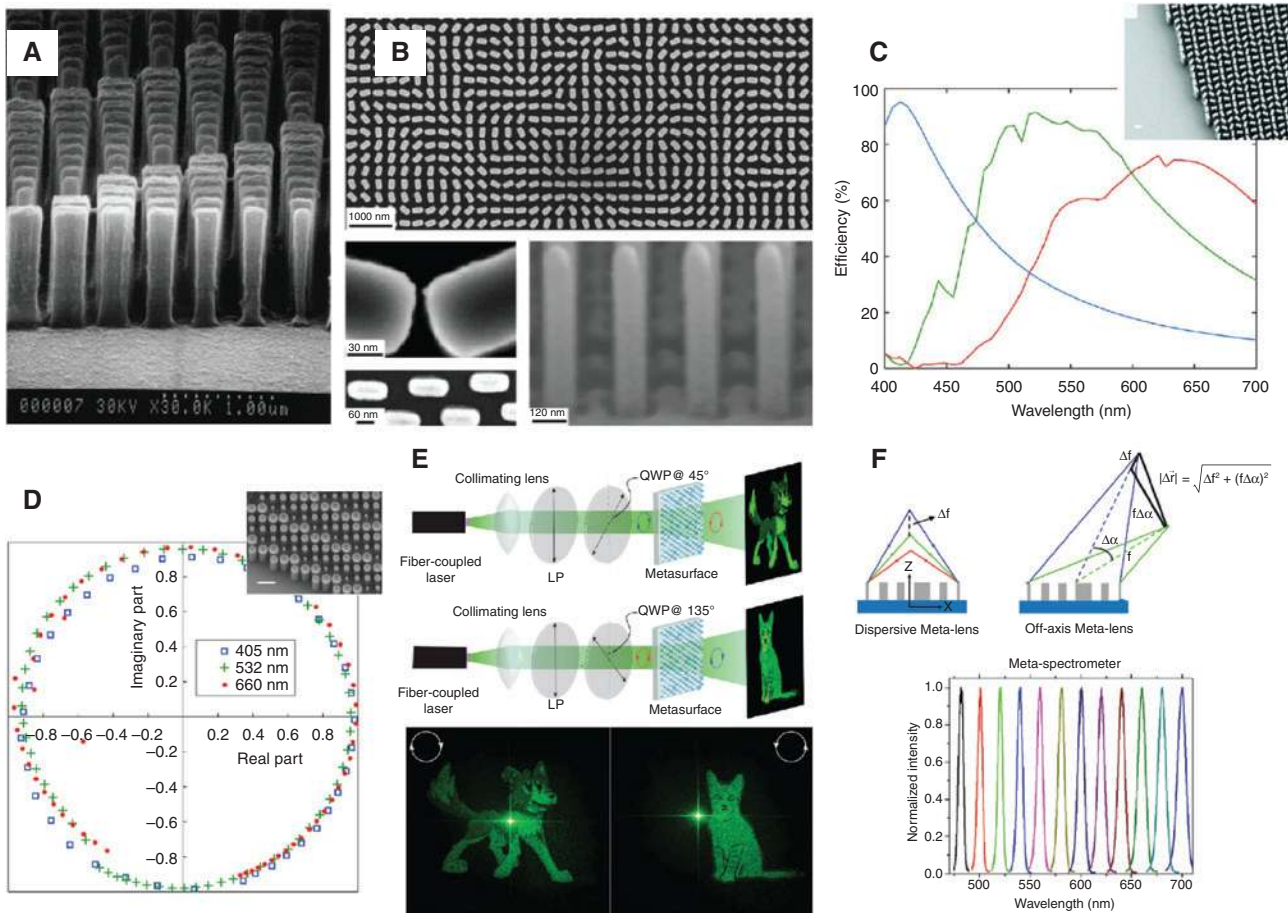 A
000007 30KV X30.0K 1.00um
B
1000 nm
30 nm
60 nm
120 nm
C
Efficiency (%)
100
80
60
40
20
0
400 450 500 550 600 650 700
Wavelength (nm)
D
Imaginary part
0.8
0.6
0.4
0.2
405 nm
532 nm
660 nm
−0.8 −0.6 −0.4 −0.2 0.2 0.4 0.6 0.8
Real part
−0.2
−0.4
−0.6
−0.8
E
Collimating lens
QWP@ 45°
Fiber-coupled
laser
LP
Metasurface
Collimating lens
QWP@ 135°
Fiber-coupled
laser
LP
Metasurface
F
Δf
Z
X
Dispersive Meta-lens
Δf
|Δr⃗| = √Δf² + (fΔα)²
fΔα
Δα
f
Off-axis Meta-lens
Meta-spectrometer
Normalized intensity
1.0
0.8
0.6
0.4
0.2
0.0
500 550 600 650 700
Wavelength (nm)